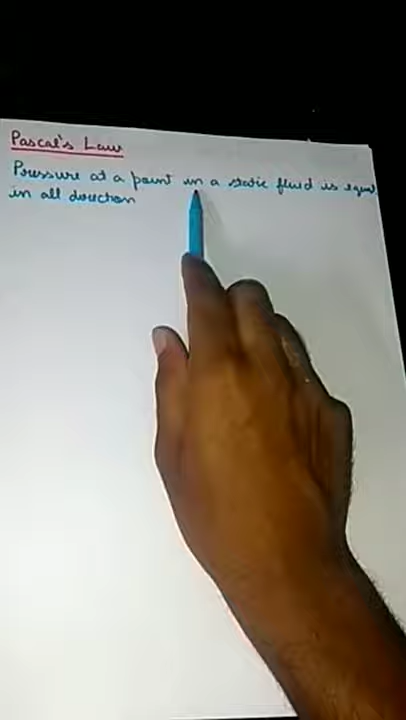 Pascal's Law
Pressure at a point in a static fluid is equal
in all direction